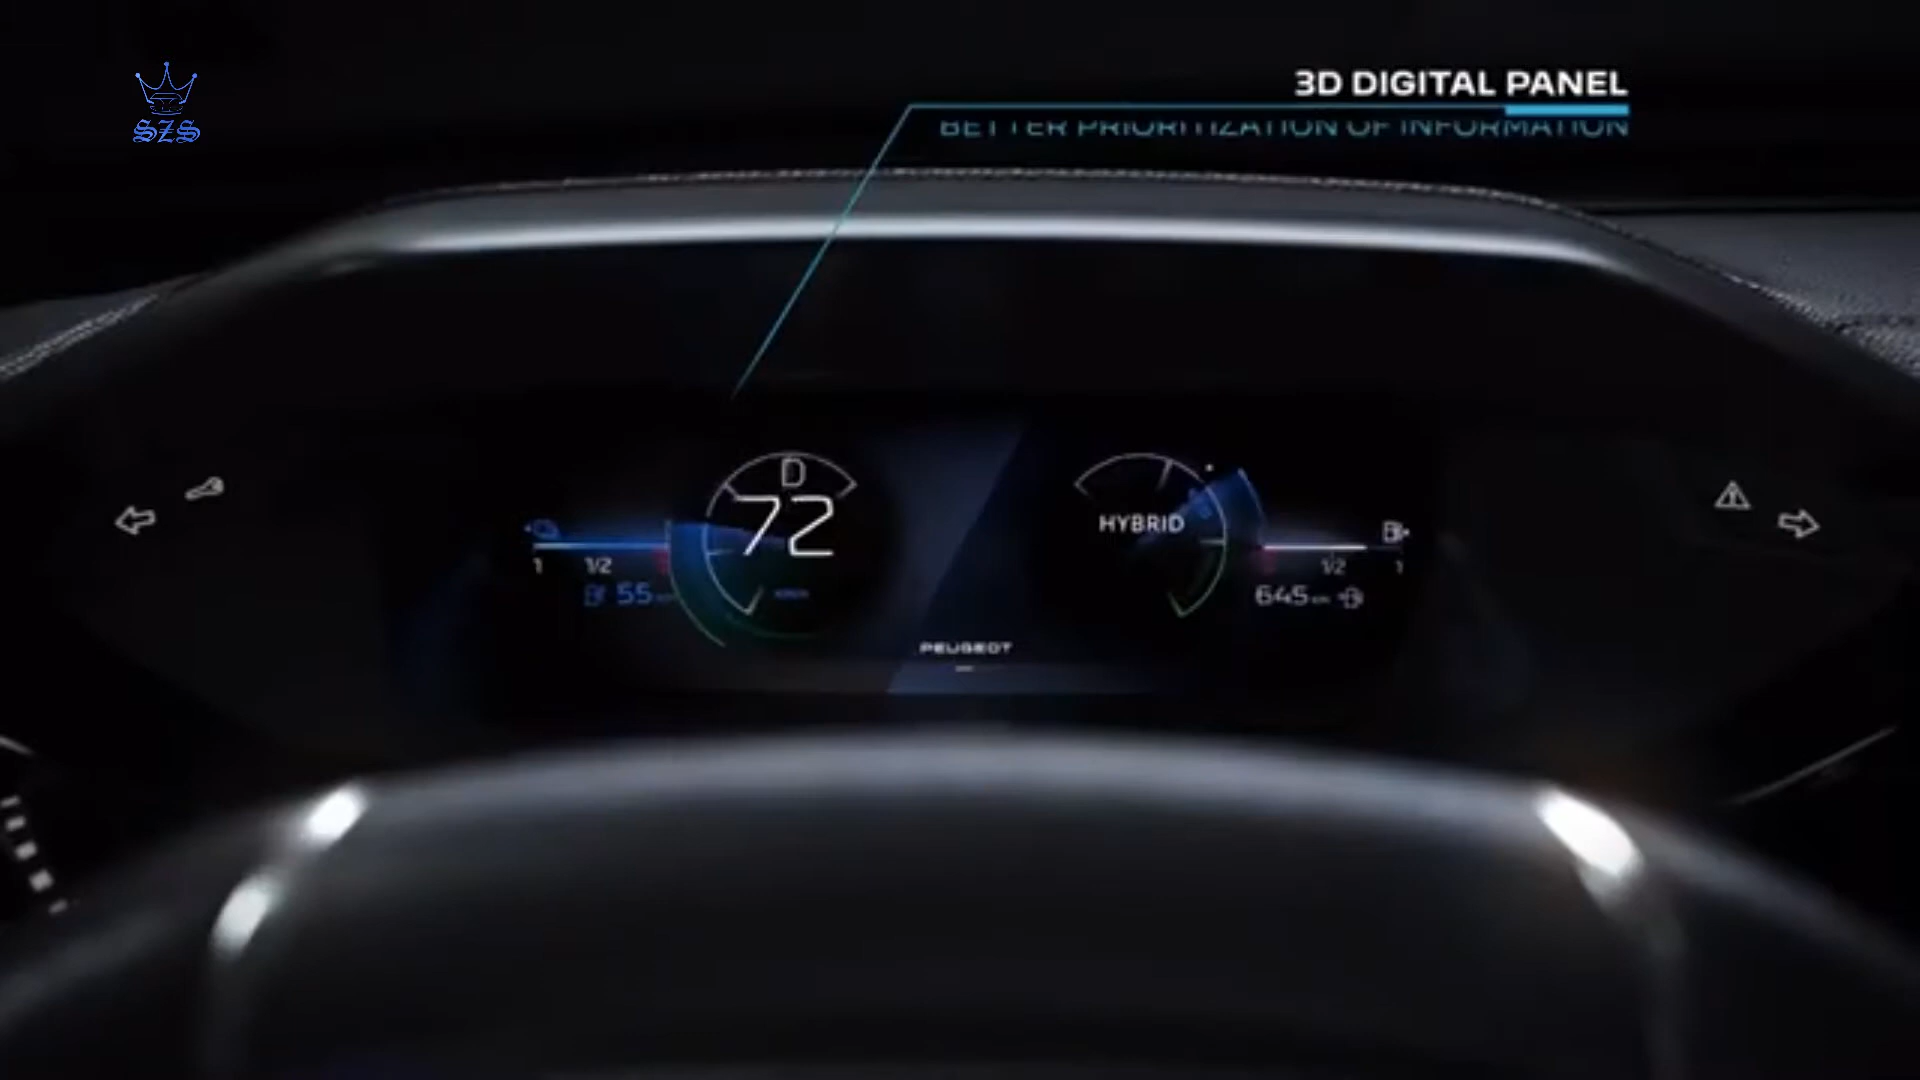 3D DIGITAL PANEL
BETTER PRIORITIZATION OF INFORMATION
SZS
D
72
HYBRID
1 1/2
1/2 1
55
645 km
PEUGEOT